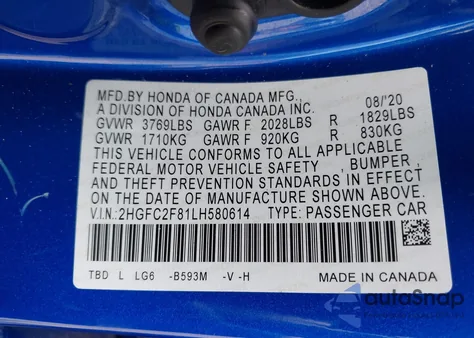 MFD.BY HONDA OF CANADA MFG.,
A DIVISION OF HONDA CANADA INC. 08/'20
GVWR 3769LBS GAWR F 2028LBS R 1829LBS
GVWR 1710KG GAWR F 920KG R 830KG
THIS VEHICLE CONFORMS TO ALL APPLICABLE
FEDERAL MOTOR VEHICLE SAFETY , BUMPER ,
AND THEFT PREVENTION STANDARDS IN EFFECT
ON THE DATE OF MANUFACTURE SHOWN ABOVE.
V.I.N.: 2HGFC2F81LH580614 TYPE: PASSENGER CAR
TBD L LG6 -B593M -V -H MADE IN CANADA
autoSnap